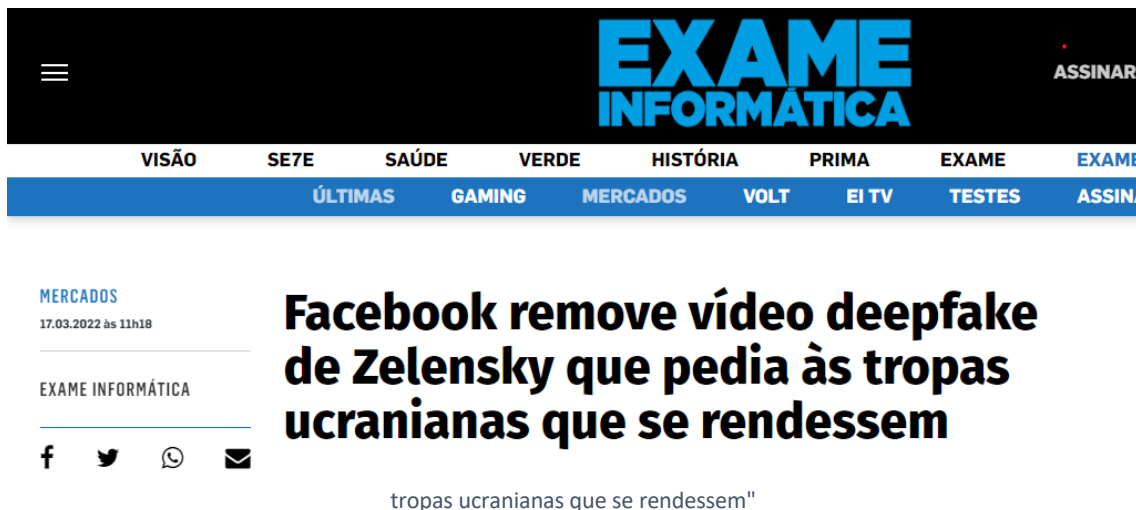 EXAME
INFORMÁTICA
ASSINAR
VISÃO SE7E SAÚDE VERDE HISTÓRIA PRIMA EXAME EXAME
ÚLTIMAS GAMING MERCADOS VOLT EI TV TESTES ASSINA
MERCADOS
17.03.2022 às 11h18
EXAME INFORMÁTICA
Facebook remove vídeo deepfake
de Zelensky que pedia às tropas
ucranianas que se rendessem
tropas ucranianas que se rendessem"